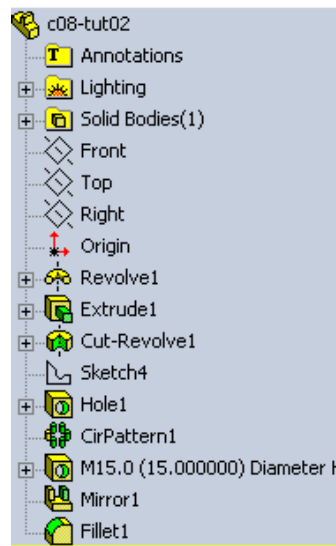 c08-tut02
Annotations
Lighting
Solid Bodies(1)
Front
Top
Right
Origin
Revolve1
Extrude1
Cut-Revolve1
Sketch4
Hole1
CirPattern1
M15.0 (15.000000) Diameter
Mirror1
Fillet1